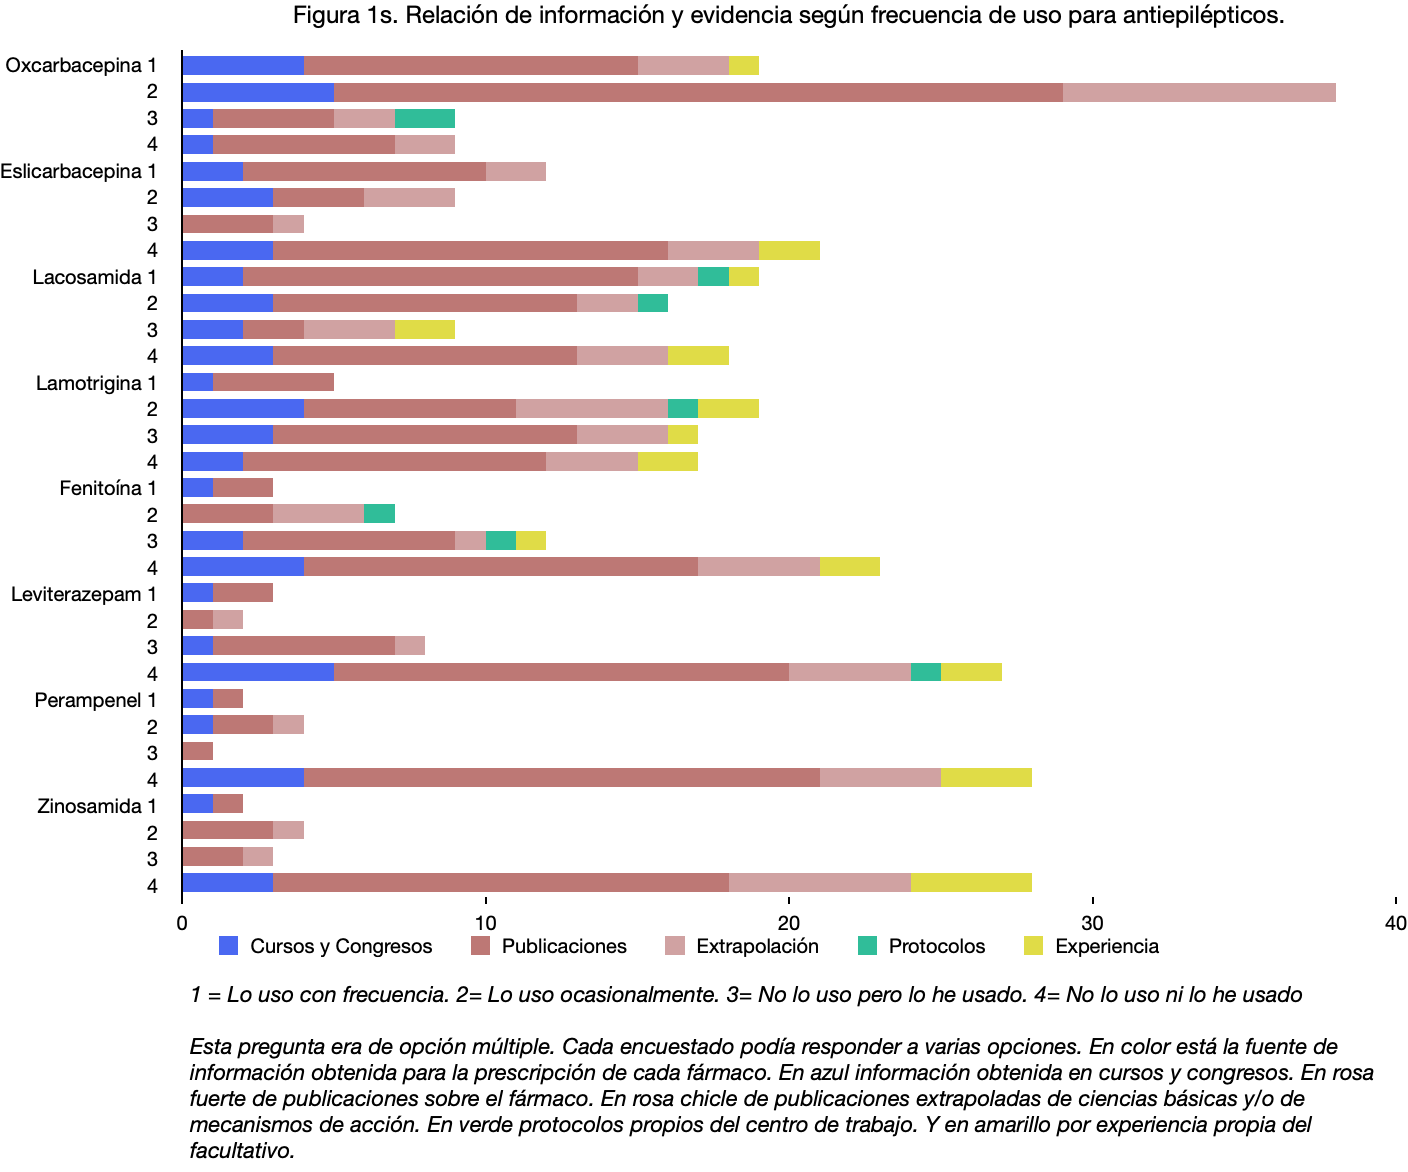 Figura 1s. Relación de información y evidencia según frecuencia de uso para antiepilépticos.
Oxcarbacepina 1
2
3
4
Eslicarbacepina 1
2
3
4
Lacosamida 1
2
3
4
Lamotrigina 1
2
3
4
Fenitoína 1
2
3
4
Leviterazepam 1
2
3
4
Perampenel 1
2
3
4
Zinosamida 1
2
3
4
0 10 20 30 40
Cursos y Congresos Publicaciones Extrapolación Protocolos Experiencia
1 = Lo uso con frecuencia. 2= Lo uso ocasionalmente. 3= No lo uso pero lo he usado. 4= No lo uso ni lo he usado
Esta pregunta era de opción múltiple. Cada encuestado podía responder a varias opciones. En color está la fuente de
información obtenida para la prescripción de cada fármaco. En azul información obtenida en cursos y congresos. En rosa
fuerte de publicaciones sobre el fármaco. En rosa chicle de publicaciones extrapoladas de ciencias básicas y/o de
mecanismos de acción. En verde protocolos propios del centro de trabajo. Y en amarillo por experiencia propia del
facultativo.